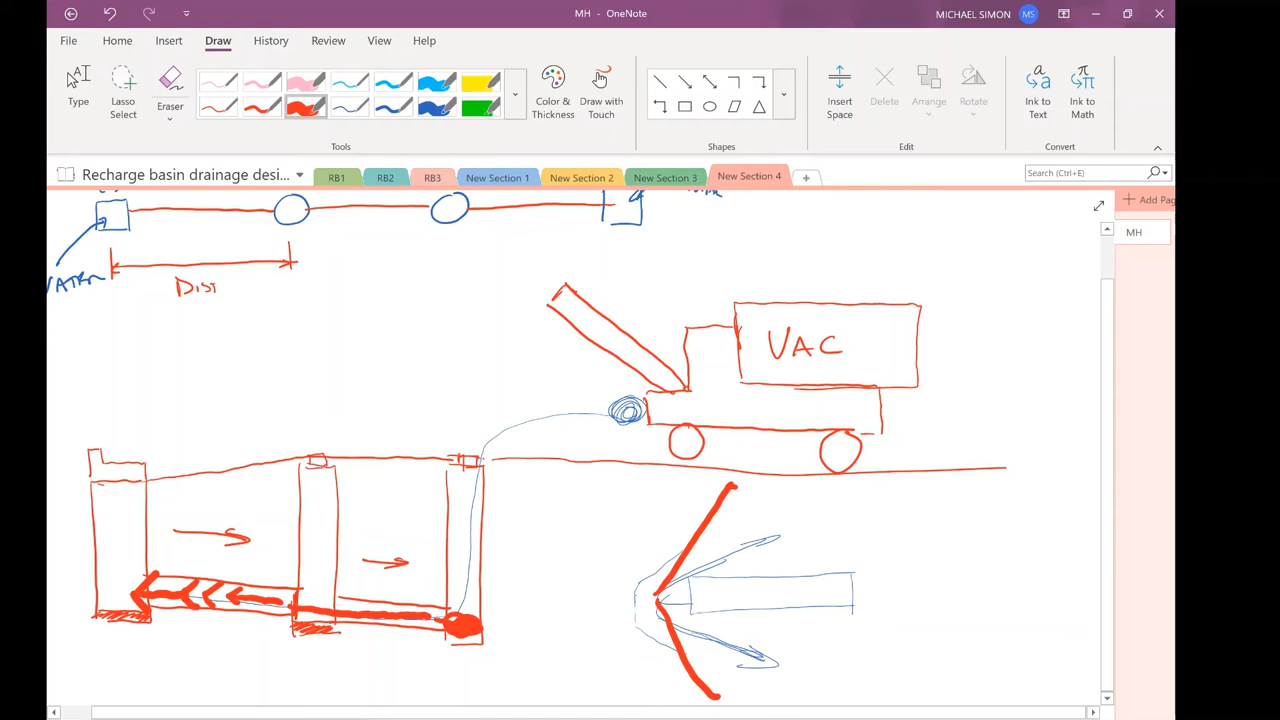 MH - OneNote
MICHAEL SIMON MS
File Home Insert Draw History Review View Help
Type
Lasso Select
Eraser
Color & Thickness
Draw with Touch
Insert Space
Delete
Arrange
Rotate
Ink to Text
Ink to Math
Tools
Shapes
Edit
Convert
Recharge basin drainage desi...
RB1 RB2 RB3 New Section 1 New Section 2 New Section 3 New Section 4
Search (Ctrl+E)
Add Pag
MH
DIST
VAC